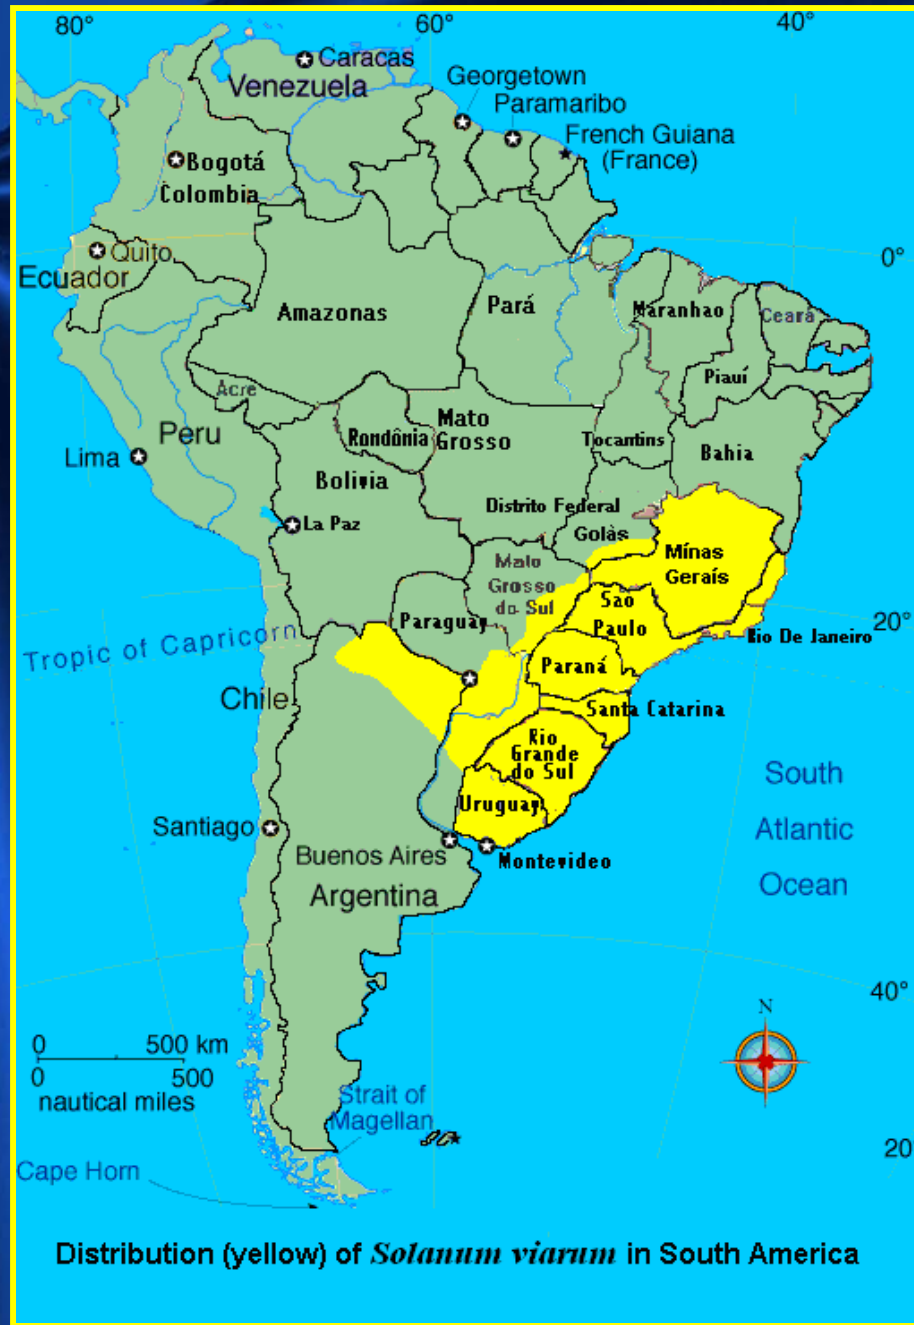 80°
60°
40°
Caracas
Venezuela
Georgetown
Paramaribo
French Guiana
(France)
Bogotá
Colombia
Quito
Ecuador
0°
Amazonas
Pará
Maranhao
Ceará
Piauí
Acre
Peru
Rondônia
Mato
Grosso
Tocantins
Bahia
Lima
Bolivia
La Paz
Distrito Federal
Golàs
Mínas
Geraís
Mato
Grosso
do Sul
Sao
Paulo
20°
Paraguay
Rio De Janeiro
Tropic of Capricorn
Paraná
Chile
Santa Catarina
Rio
Grande
do Sul
Uruguay
South
Atlantic
Ocean
Santiago
Buenos Aires
Montevideo
Argentina
40°
N
0 500 km
0 500
nautical miles
Strait of
Magellan
20°
Cape Horn
Distribution (yellow) of Solanum viarum in South America